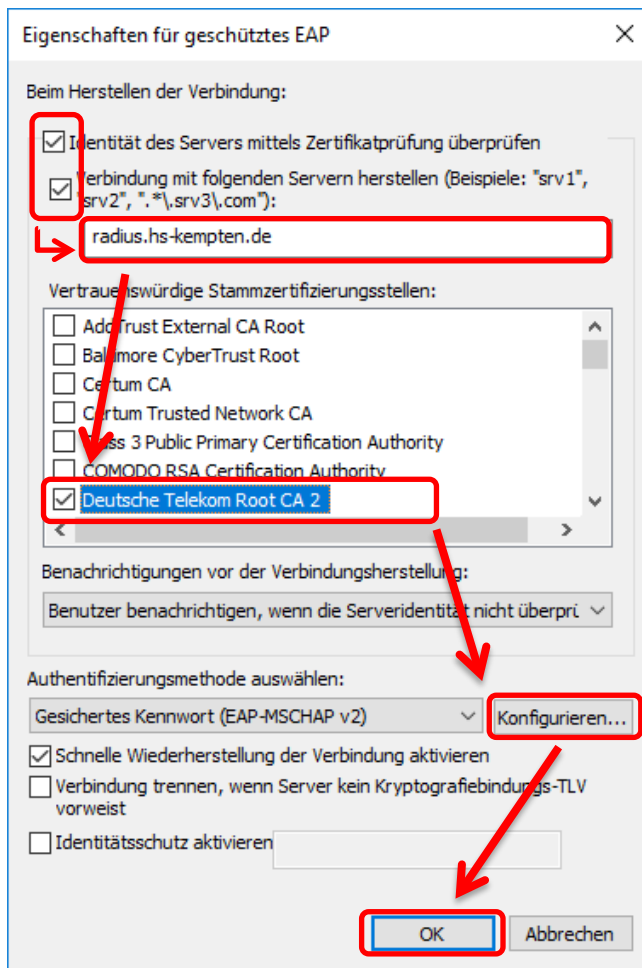 Eigenschaften für geschütztes EAP
Beim Herstellen der Verbindung:
Identität des Servers mittels Zertifikatprüfung überprüfen
Verbindung mit folgenden Servern herstellen (Beispiele: "srv1",
"srv2", ".*\.srv3\.com"):
radius.hs-kempten.de
Vertrauenswürdige Stammzertifizierungsstellen:
AddTrust External CA Root
Baltimore CyberTrust Root
Certum CA
Certum Trusted Network CA
Class 3 Public Primary Certification Authority
COMODO RSA Certification Authority
Deutsche Telekom Root CA 2
Benachrichtigungen vor der Verbindungsherstellung:
Benutzer benachrichtigen, wenn die Serveridentität nicht überprü
Authentifizierungsmethode auswählen:
Gesichertes Kennwort (EAP-MSCHAP v2)
Konfigurieren...
Schnelle Wiederherstellung der Verbindung aktivieren
Verbindung trennen, wenn Server kein Kryptografiebindungs-TLV
vorweist
Identitätsschutz aktivieren
OK
Abbrechen